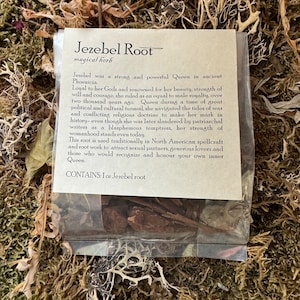 Jezebel Root
magical herb
Jezebel was a strong and powerful Queen in ancient
Phoenicia.
Loyal to her Gods and renowned for her beauty, strength of
will and courage, she ruled as an equal to male royalty, over
two thousand years ago. Queen during a time of great
political and cultural tumult, she navigated the tides of war
and conflicting religious doctrine to make her mark in
history: even though she was later slandered by patriarchal
writers as a blasphemous temptress, her strength of
womanhood stands even today.
This root is used traditionally in North American spellcraft
and root work to attract sexual partners, generous lovers and
those who would recognise and honour your own inner
Queen.
CONTAINS: 1 oz Jezebel root